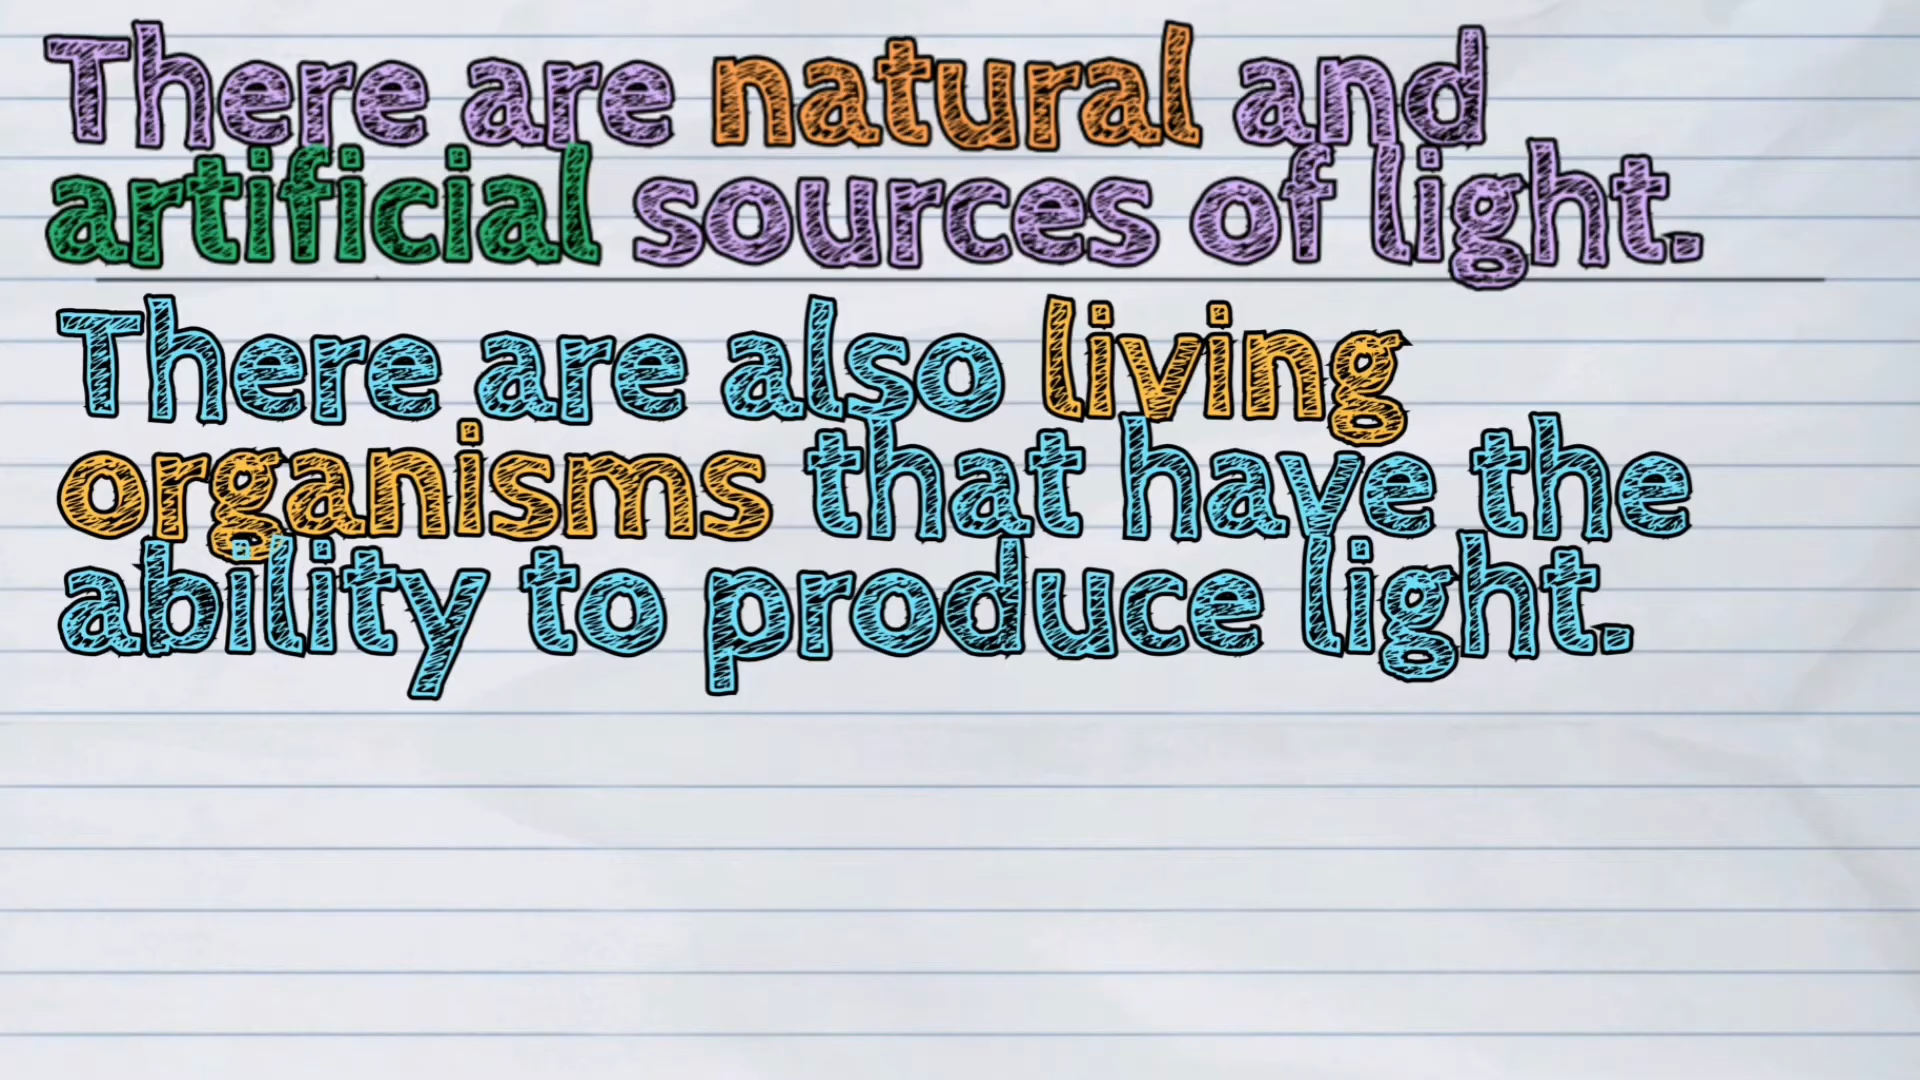 There are natural and
artificial sources of light.
There are also living
organisms that have the
ability to produce light.